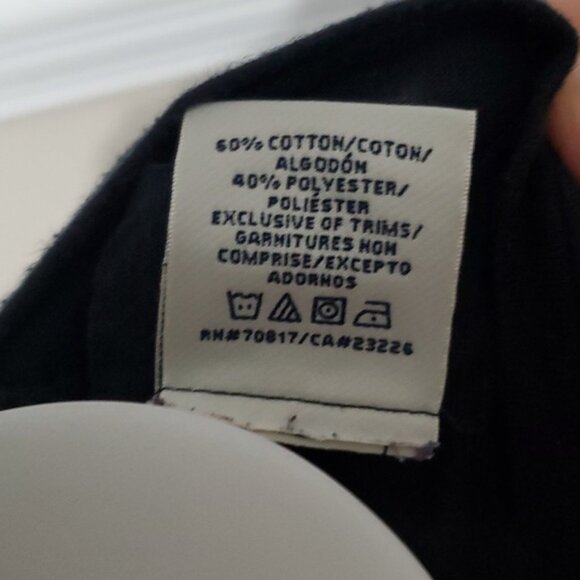 60% COTTON/COTON/
ALGODÓN
40% POLYESTER/
POLIÉSTER
EXCLUSIVE OF TRIMS/
GARNITURES NON
COMPRISE/EXCEPTO
ADORNOS
RN#70817/CA#23226